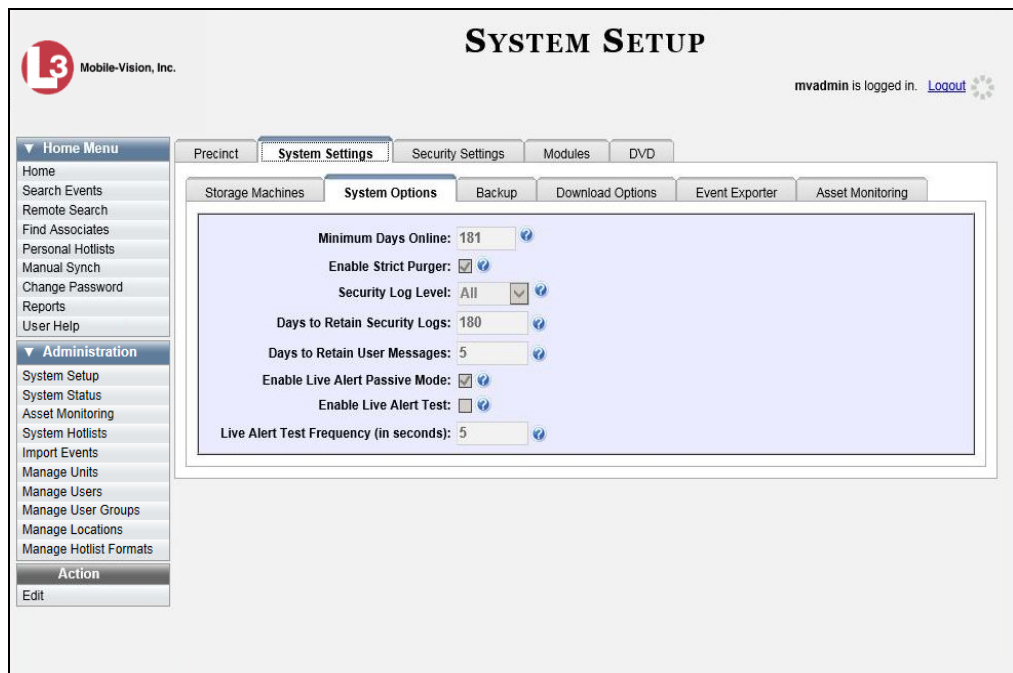 SYSTEM SETUP
L3
Mobile-Vision, Inc.
mvadmin is logged in. Logout
▼ Home Menu
Home
Search Events
Remote Search
Find Associates
Personal Hotlists
Manual Synch
Change Password
Reports
User Help
▼ Administration
System Setup
System Status
Asset Monitoring
System Hotlists
Import Events
Manage Units
Manage Users
Manage User Groups
Manage Locations
Manage Hotlist Formats
Action
Edit
Precinct System Settings Security Settings Modules DVD
Storage Machines System Options Backup Download Options Event Exporter Asset Monitoring
Minimum Days Online: 181 ?
Enable Strict Purger: ?
Security Log Level: All ?
Days to Retain Security Logs: 180 ?
Days to Retain User Messages: 5 ?
Enable Live Alert Passive Mode: ?
Enable Live Alert Test: ?
Live Alert Test Frequency (in seconds): 5 ?